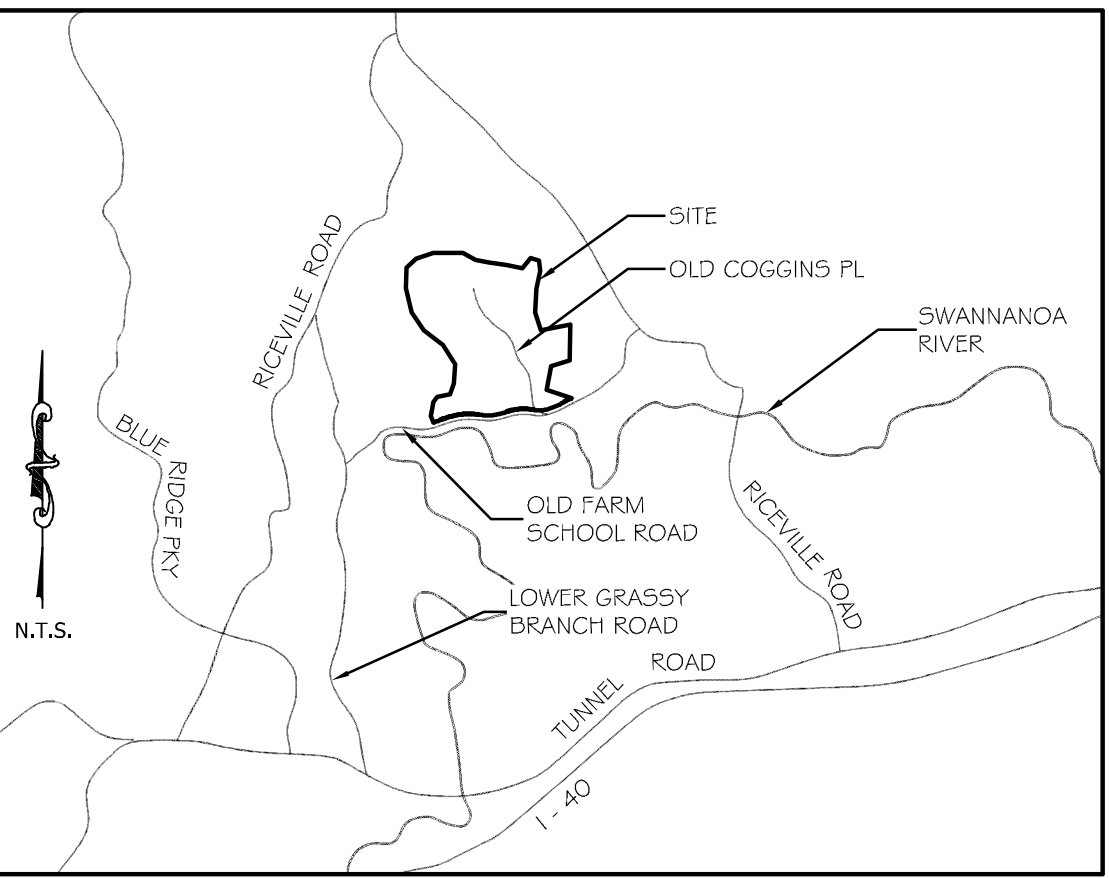 SITE
OLD COGGINS PL
SWANNANOA
RIVER
RICEVILLE ROAD
BLUE RIDGE PKY
N.T.S.
OLD FARM
SCHOOL ROAD
RICEVILLE ROAD
LOWER GRASSY
BRANCH ROAD
TUNNEL ROAD
I - 40